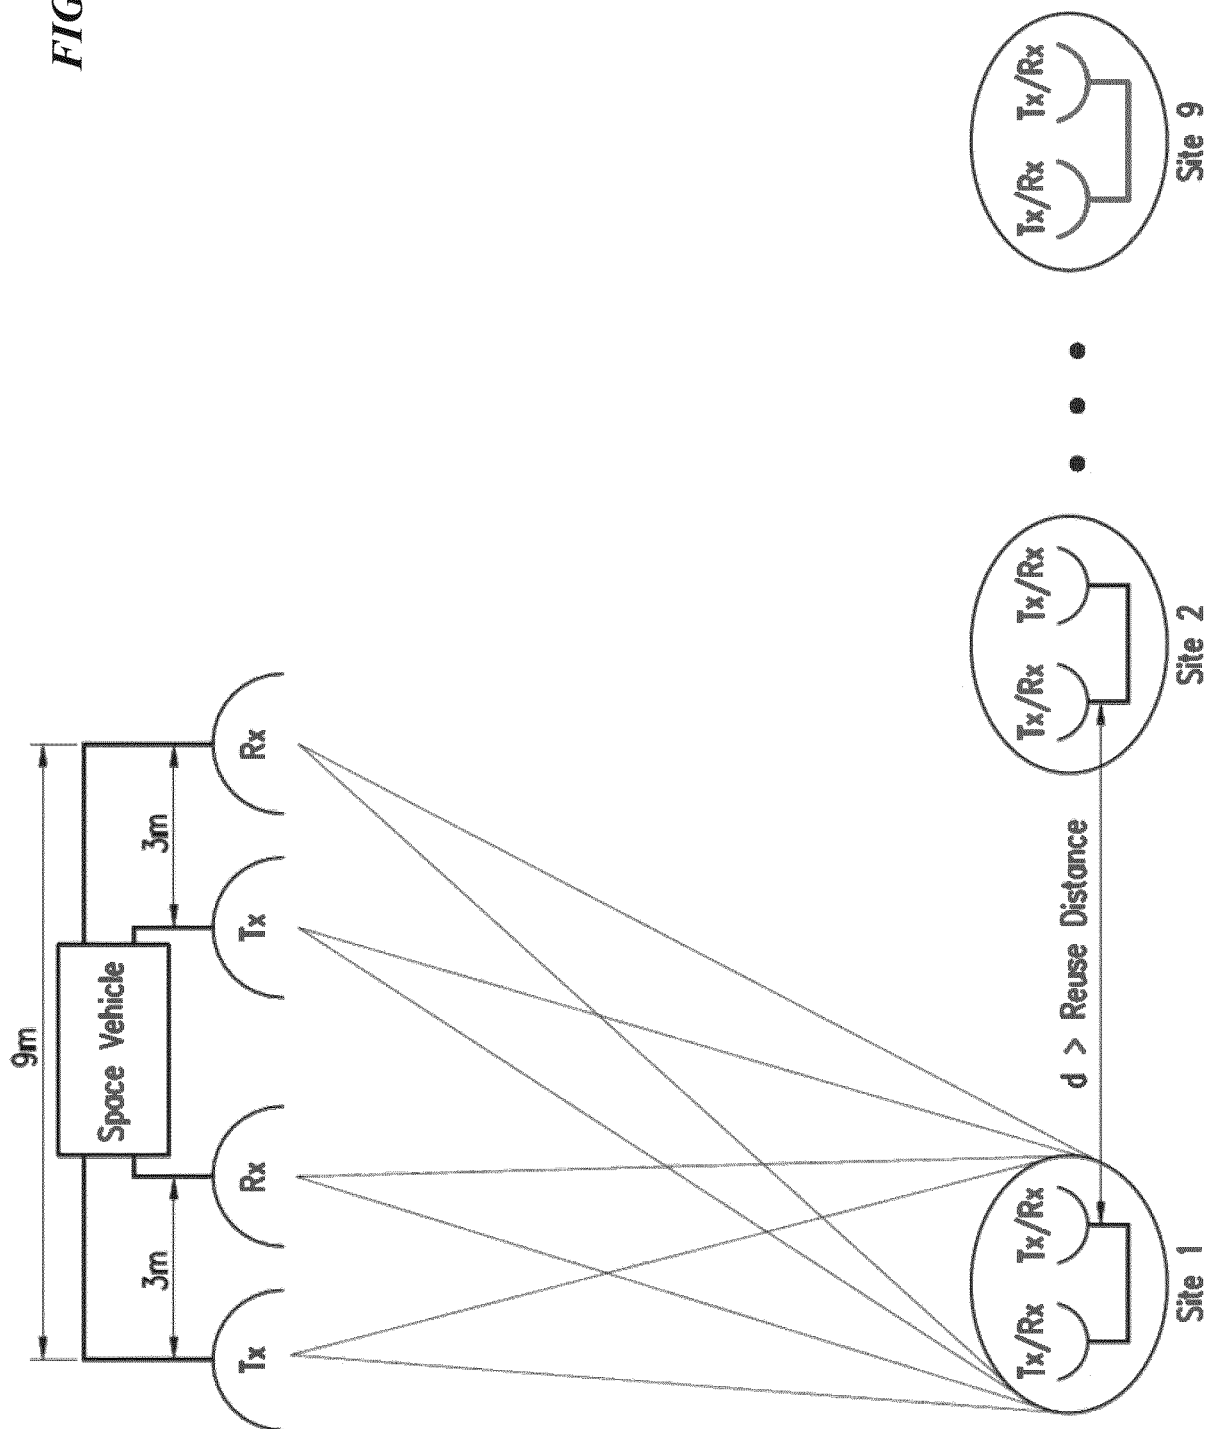 FIG
9m
Space Vehicle
3m
3m
Tx
Rx
Tx
Rx
d > Reuse Distance
Tx/Rx
Tx/Rx
Tx/Rx
Tx/Rx
Tx/Rx
Tx/Rx
Site 1
Site 2
Site 9